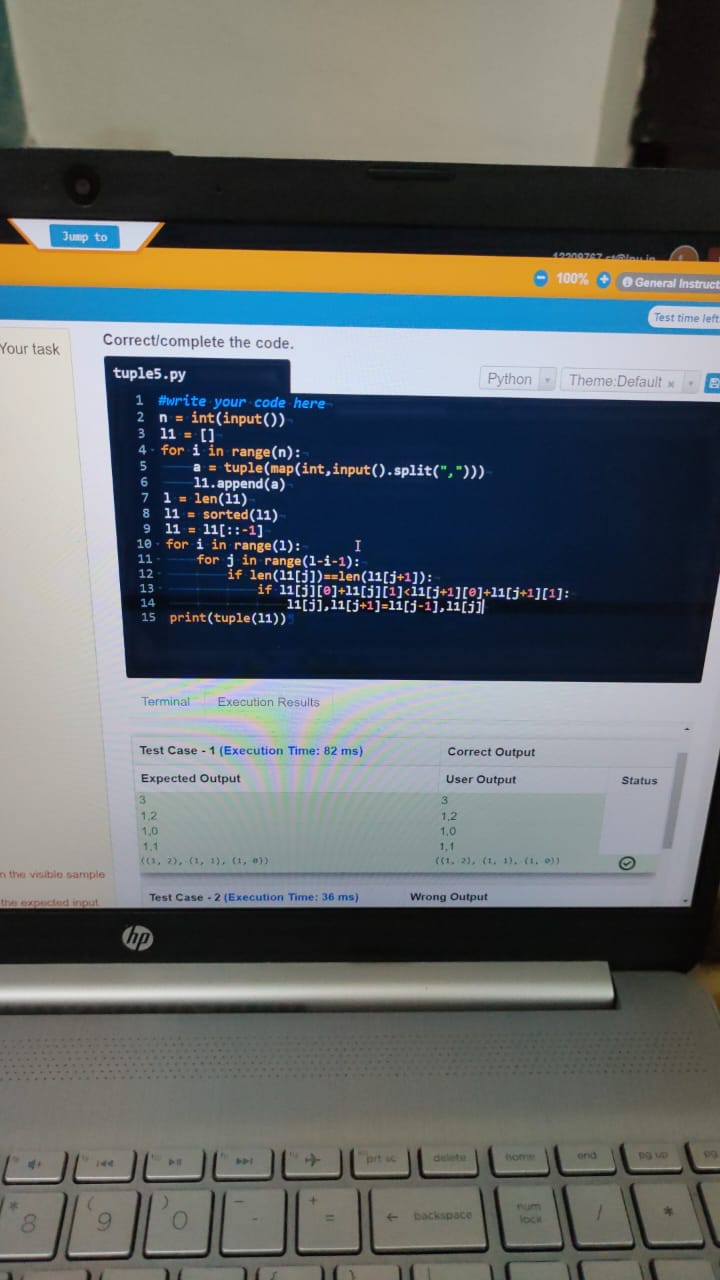 Jump to
100%
General Instruct
Test time left:
Your task
Correct/complete the code.
tuple5.py
Python
Theme:Default
1 #write your code here
2 n = int(input())
3 l1 = []
4 for i in range(n):
5 a = tuple(map(int,input().split(",")))
6 l1.append(a)
7 l = len(l1)
8 l1 = sorted(l1)
9 l1 = l1[::-1]
10 for i in range(l):
11 for j in range(l-i-1):
12 if len(l1[j])==len(l1[j+1]):
13 if l1[j][0]+l1[j][1]<l1[j+1][0]+l1[j+1][1]:
14 l1[j],l1[j+1]=l1[j-1],l1[j]
15 print(tuple(l1))
Terminal Execution Results
Test Case - 1 (Execution Time: 82 ms) Correct Output
Expected Output User Output Status
3 3
1,2 1,2
1,0 1,0
1,1 1,1
((1, 2), (1, 1), (1, 0)) ((1, 2), (1, 1), (1, 0))
n the visible sample
the expected input
Test Case - 2 (Execution Time: 36 ms) Wrong Output
hp
prt sc delete home end pg up pg
* ( ) - +
8 9 0 - = ← backspace num lock / *